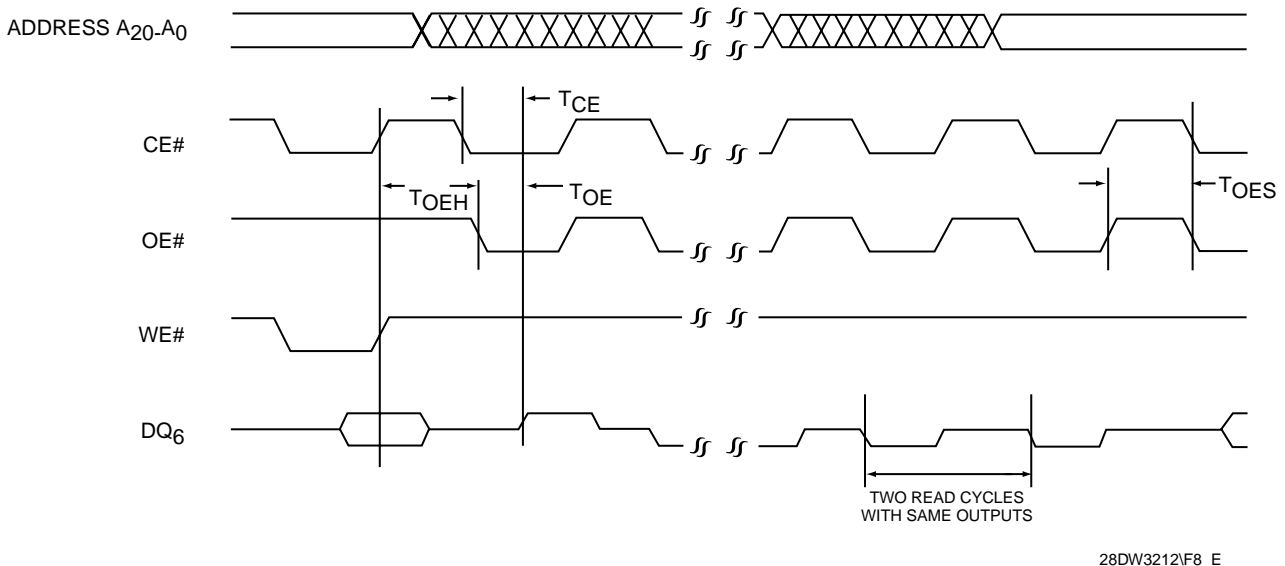 ADDRESS A20-A0
TCE
CE#
TOEH
TOE
TOES
OE#
WE#
DQ6
TWO READ CYCLES
WITH SAME OUTPUTS
28DW3212\F8 E